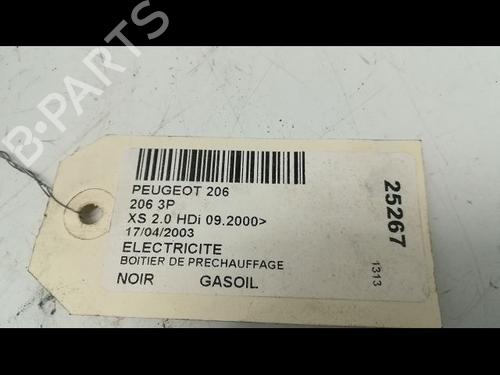 B-PARTS
PEUGEOT 206
206 3P
XS 2.0 HDi 09.2000>
17/04/2003
ELECTRICITE
BOITIER DE PRECHAUFFAGE
NOIR GASOIL
25267
1313